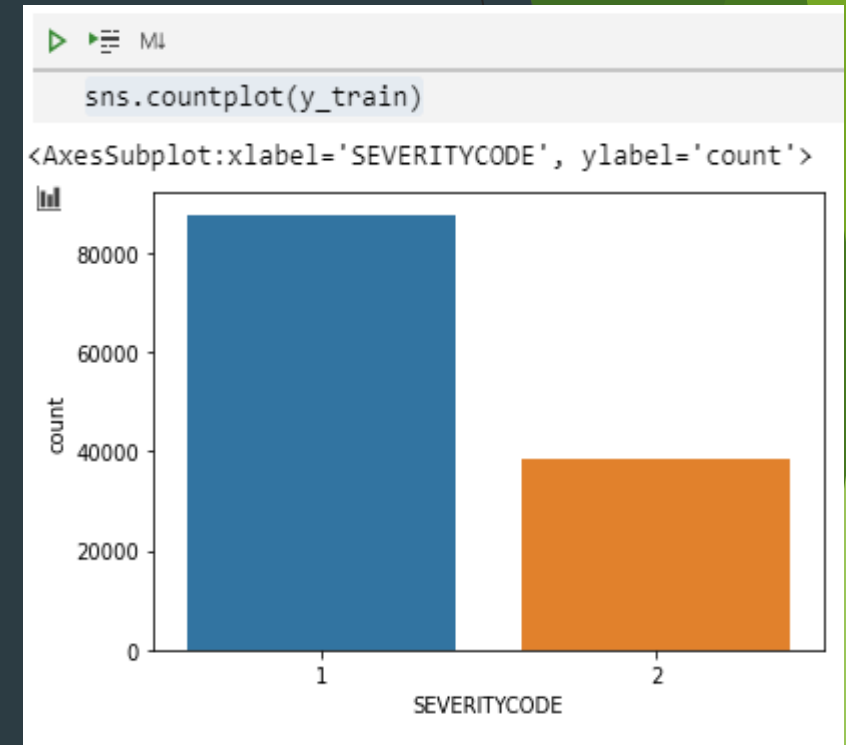 M↓
sns.countplot(y_train)
<AxesSubplot:xlabel='SEVERITYCODE', ylabel='count'>
80000
60000
40000
20000
0
count
1
2
SEVERITYCODE